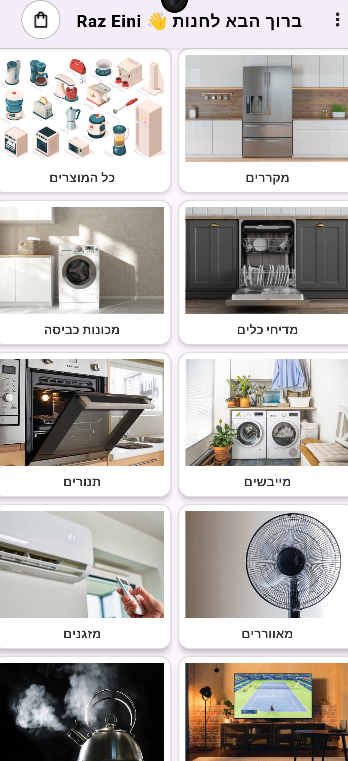 ברוך הבא לחנות 👋 Raz Eini
מקררים
כל המוצרים
מדיחי כלים
מכונות כביסה
מייבשים
תנורים
מאווררים
מזגנים